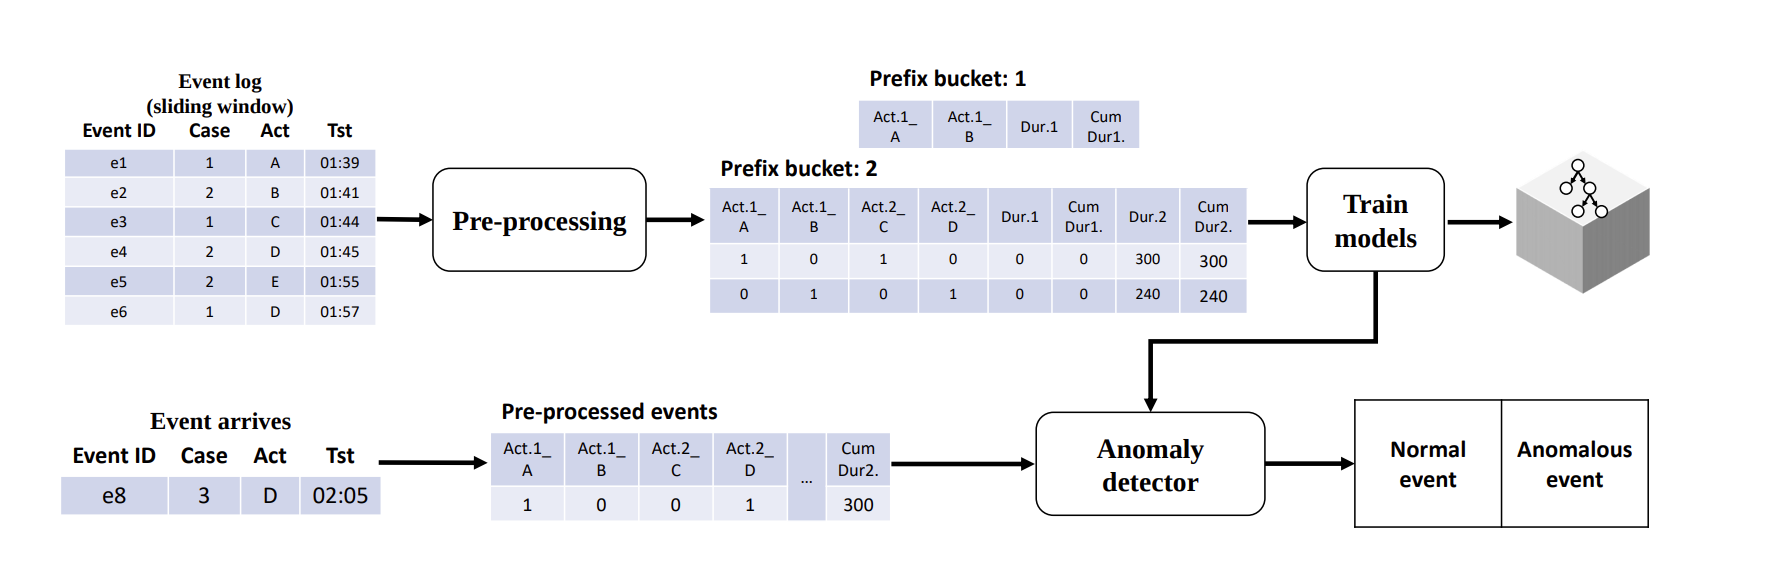 Event log
(sliding window)
Event ID Case Act Tst
e1 1 A 01:39
e2 2 B 01:41
e3 1 C 01:44
e4 2 D 01:45
e5 2 E 01:55
e6 1 D 01:57
Pre-processing
Prefix bucket: 1
Act.1_ Act.1_ Dur.1 Cum
A B Dur1.
Prefix bucket: 2
Act.1_ Act.1_ Act.2_ Act.2_ Dur.1 Cum Dur.2 Cum
A B C D Dur1. Dur2.
1 0 1 0 0 0 300 300
0 1 0 1 0 0 240 240
Train
models
Event arrives
Event ID Case Act Tst
e8 3 D 02:05
Pre-processed events
Act.1_ Act.1_ Act.2_ Act.2_ ... Cum
A B C D Dur2.
1 0 0 1 300
Anomaly
detector
Normal
event
Anomalous
event